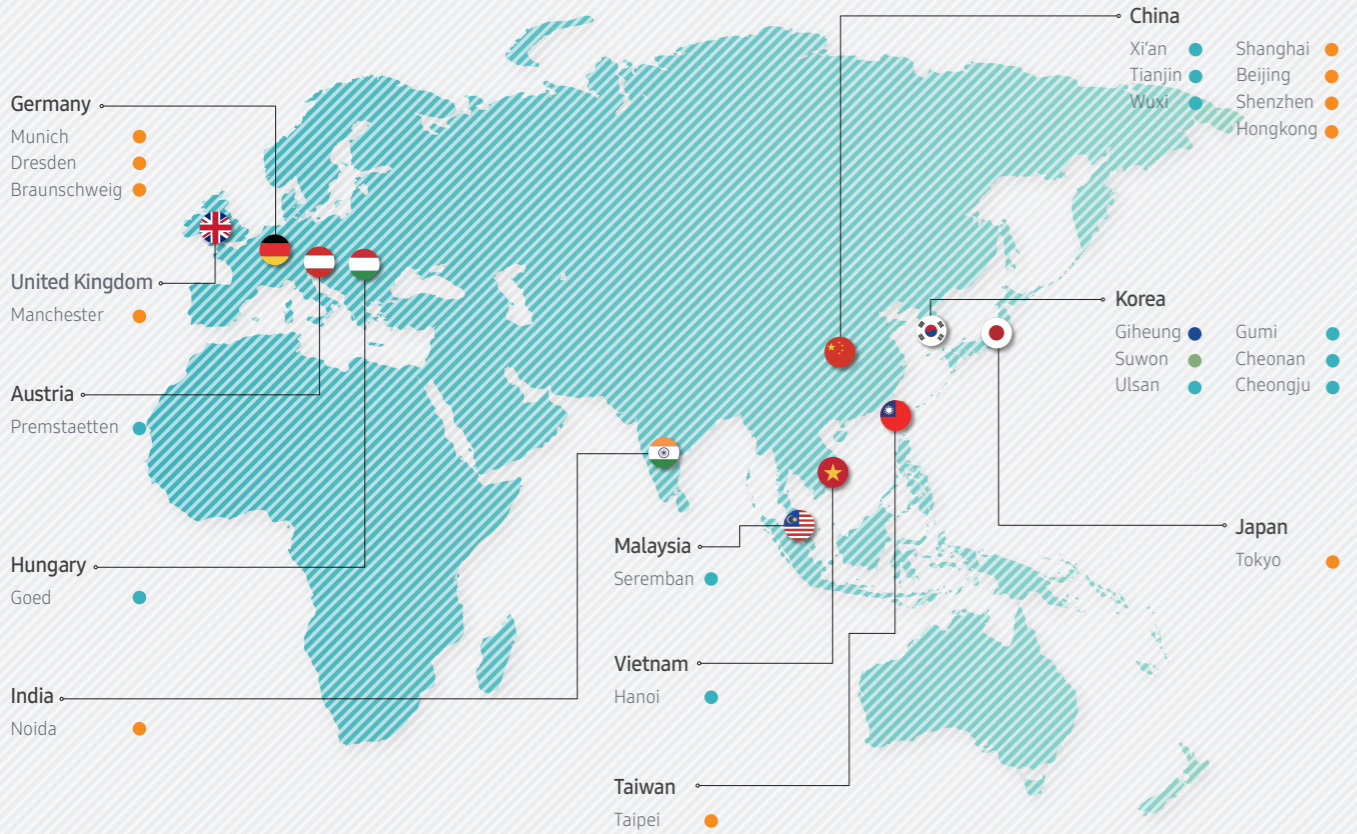 China
Xi'an Shanghai
Tianjin Beijing
Wuxi Shenzhen
Hongkong
Germany
Munich
Dresden
Braunschweig
United Kingdom
Manchester
Korea
Giheung Gumi
Suwon Cheonan
Ulsan Cheongju
Austria
Premstaetten
Japan
Tokyo
Malaysia
Seremban
Hungary
Goed
Vietnam
Hanoi
India
Noida
Taiwan
Taipei